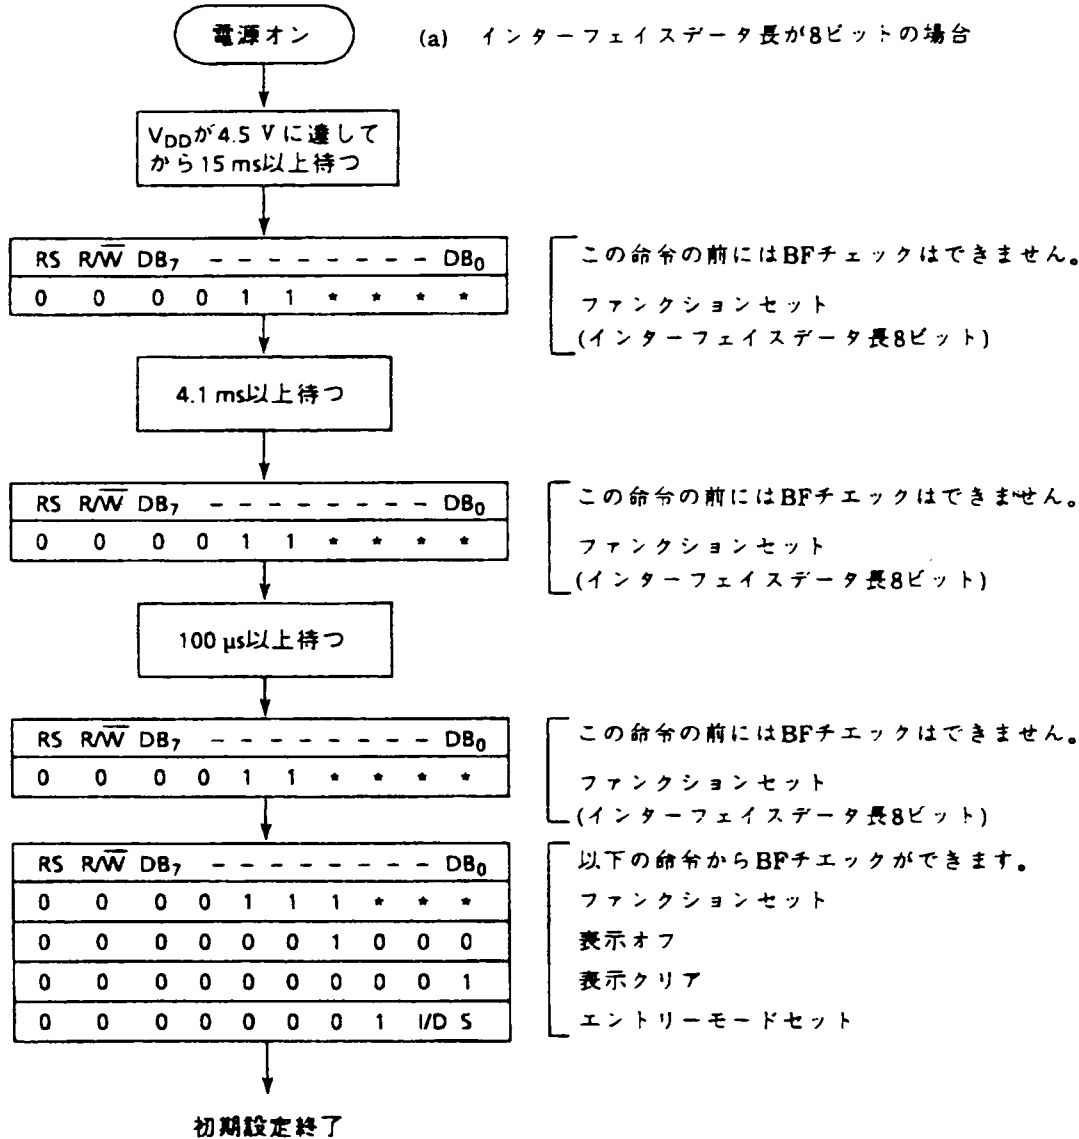 電源オン (a) インターフェイスデータ長が8ビットの場合
VDDが4.5 Vに達して
から15 ms以上待つ
RS R/W DB7 - - - - - - - - DB0
0 0 0 0 1 1 * * * *
この命令の前にはBFチェックはできません。
ファンクションセット
(インターフェイスデータ長8ビット)
4.1 ms以上待つ
RS R/W DB7 - - - - - - - - DB0
0 0 0 0 1 1 * * * *
この命令の前にはBFチエックはできません。
ファンクションセット
(インターフェイスデータ長8ビット)
100 μs以上待つ
RS R/W DB7 - - - - - - - - DB0
0 0 0 0 1 1 * * * *
この命令の前にはBFチエックはできません。
ファンクションセット
(インターフェイスデータ長8ビット)
RS R/W DB7 - - - - - - - - DB0
以下の命令からBFチエックができます。
0 0 0 0 1 1 1 * * *
ファンクションセット
0 0 0 0 0 0 1 0 0 0
表示オフ
0 0 0 0 0 0 0 0 0 1
表示クリア
0 0 0 0 0 0 0 1 I/D S
エントリーモードセット
初期設定終了